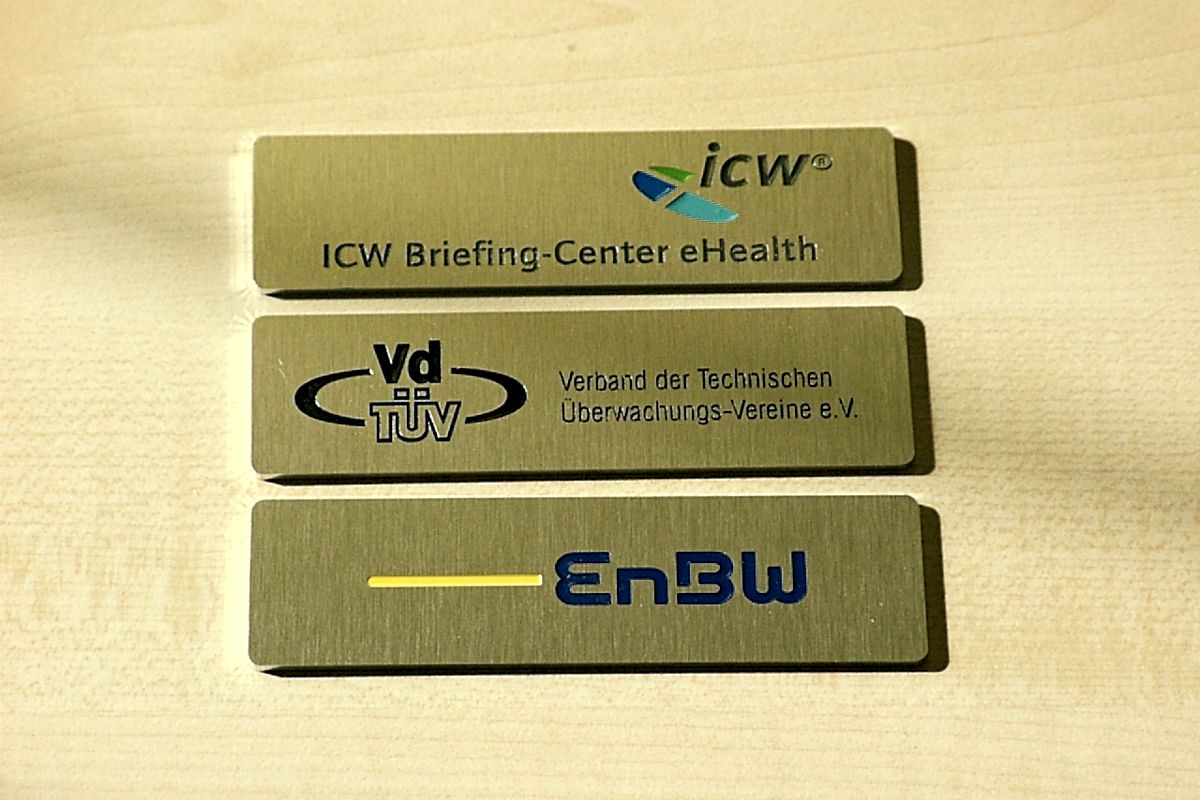 icw®
ICW Briefing-Center eHealth
Vd
TÜV
Verband der Technischen
Überwachungs-Vereine e.V.
EnBW